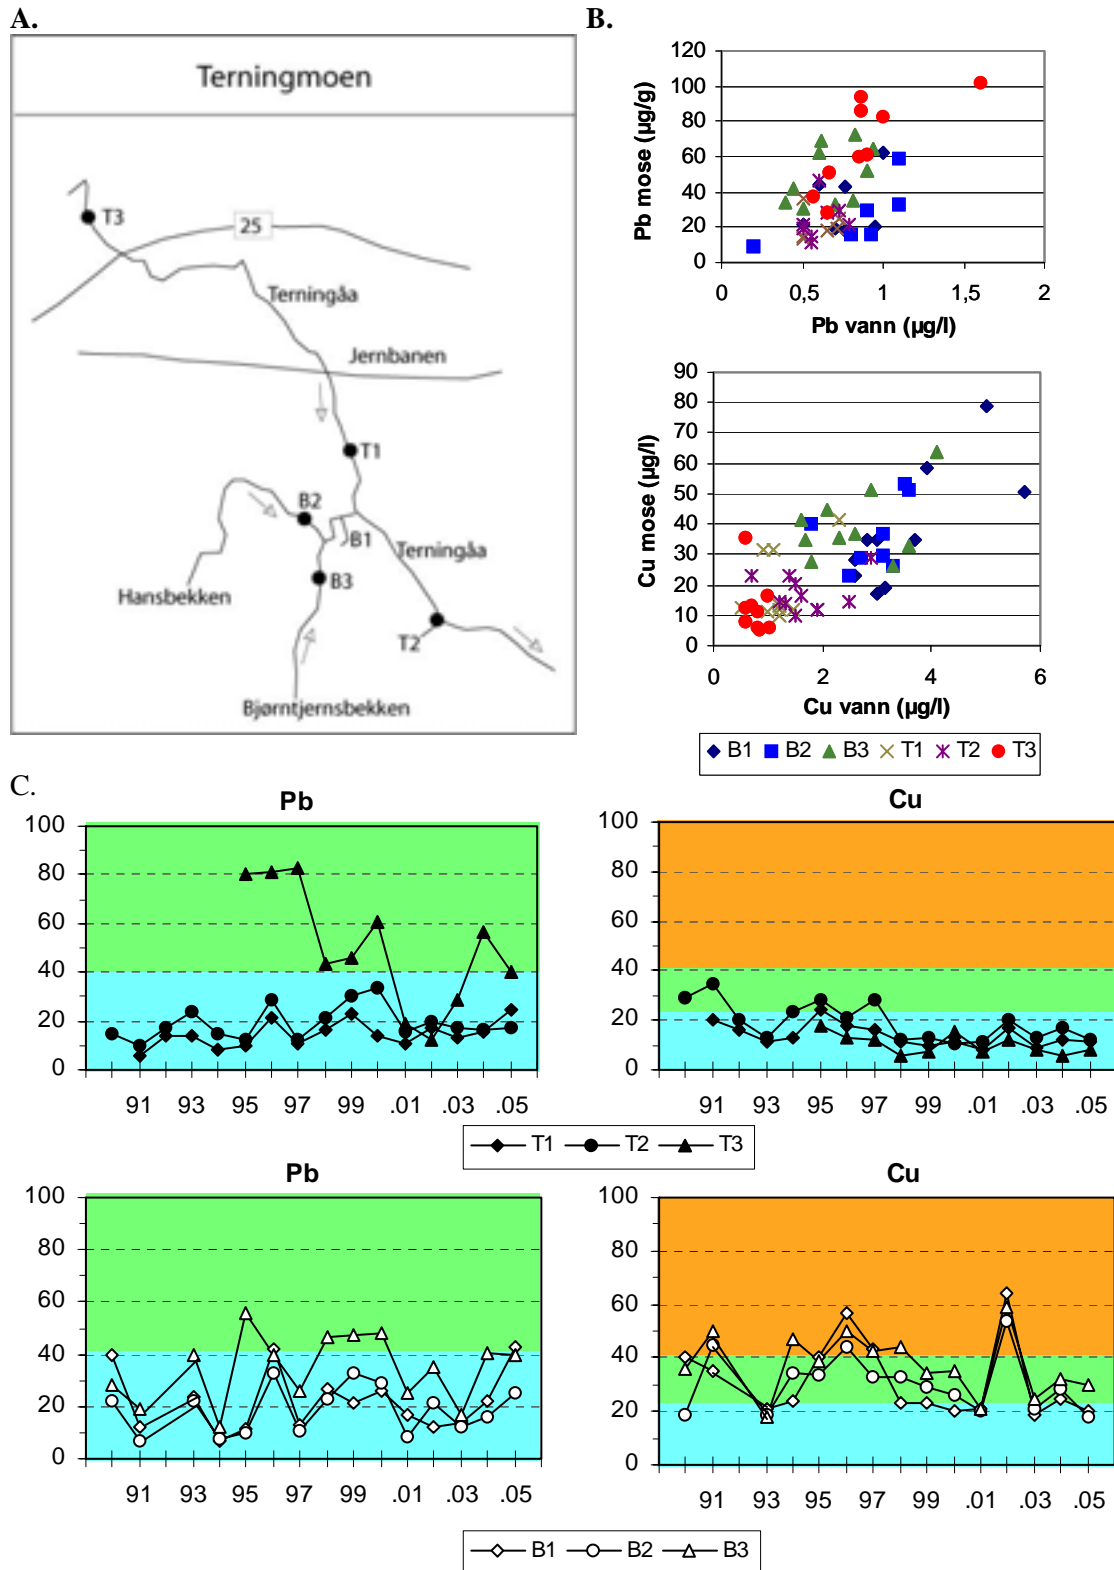 A.
Terningmoen
T3
25
Terningåa
Jernbanen
T1
B2
B1
Terningåa
B3
Hansbekken
T2
Bjørntjernsbekken
B.
Pb mose (µg/g)
120
100
80
60
40
20
0
0 0,5 1 1,5 2
Pb vann (µg/l)
Cu mose (µg/l)
90
80
70
60
50
40
30
20
10
0
0 2 4 6
Cu vann (µg/l)
B1 B2 B3 T1 T2 T3
C.
Pb
100
80
60
40
20
0
91 93 95 97 99 .01 .03 .05
Cu
100
80
60
40
20
0
91 93 95 97 99 .01 .03 .05
T1 T2 T3
Pb
100
80
60
40
20
0
91 93 95 97 99 .01 .03 .05
Cu
100
80
60
40
20
0
91 93 95 97 99 .01 .03 .05
B1 B2 B3